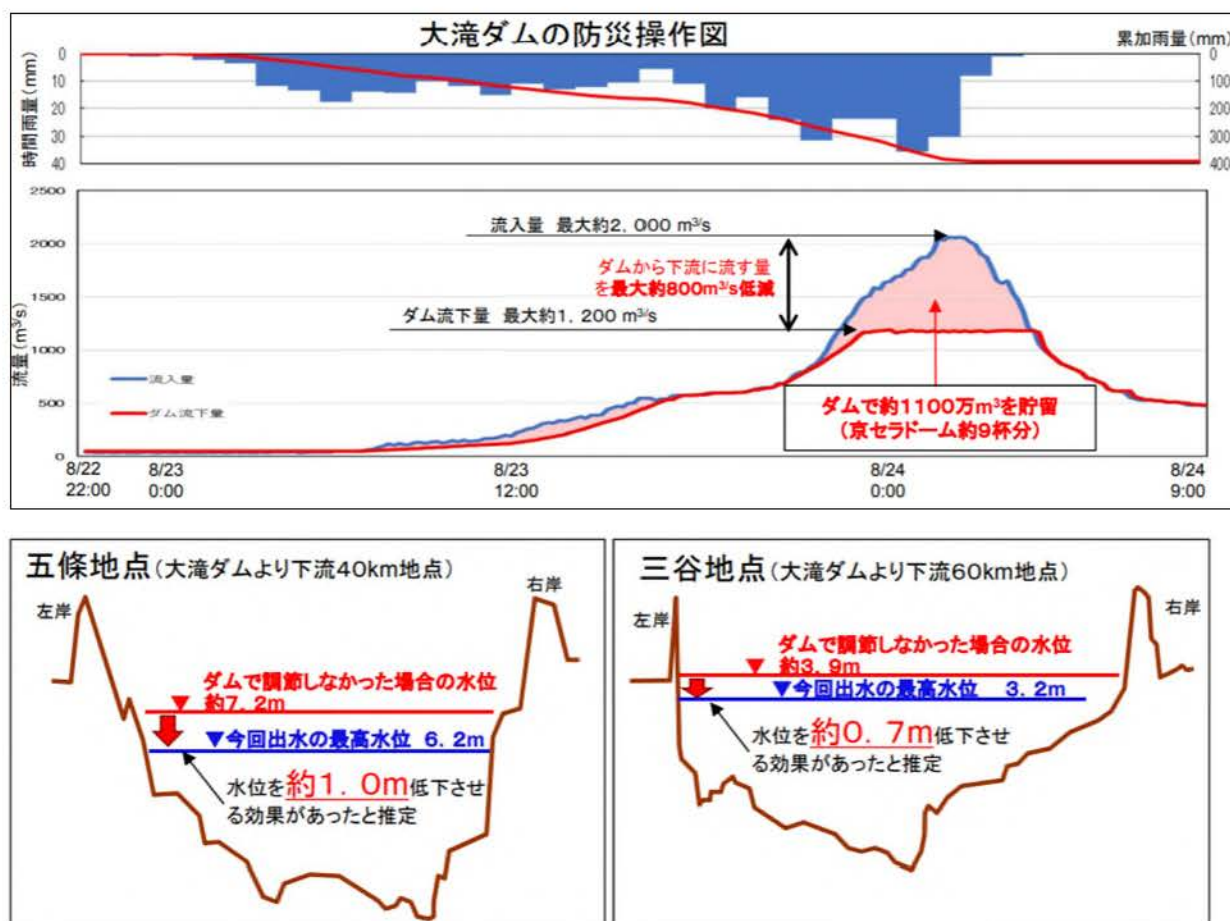 大滝ダムの防災操作図
累加雨量(mm)
時間雨量(mm)
0
10
20
30
40
0
100
200
300
400
流量(m³/s)
2500
2000
1500
1000
500
0
流入量 最大約2,000 m³/s
ダムから下流に流す量
を最大約800m³/s低減
ダム流下量 最大約1,200 m³/s
流入量
ダム流下量
ダムで約1100万m³を貯留
(京セラドーム約9杯分)
8/22
22:00
8/23
0:00
8/23
12:00
8/24
0:00
8/24
9:00
五條地点(大滝ダムより下流40km地点)
左岸
右岸
ダムで調節しなかった場合の水位
▼ 約7.2m
▼今回出水の最高水位 6.2m
水位を約1.0m低下させ
る効果があったと推定
三谷地点(大滝ダムより下流60km地点)
左岸
右岸
ダムで調節しなかった場合の水位
▼ 約3.9m
▼今回出水の最高水位 3.2m
水位を約0.7m低下させ
る効果があったと推定